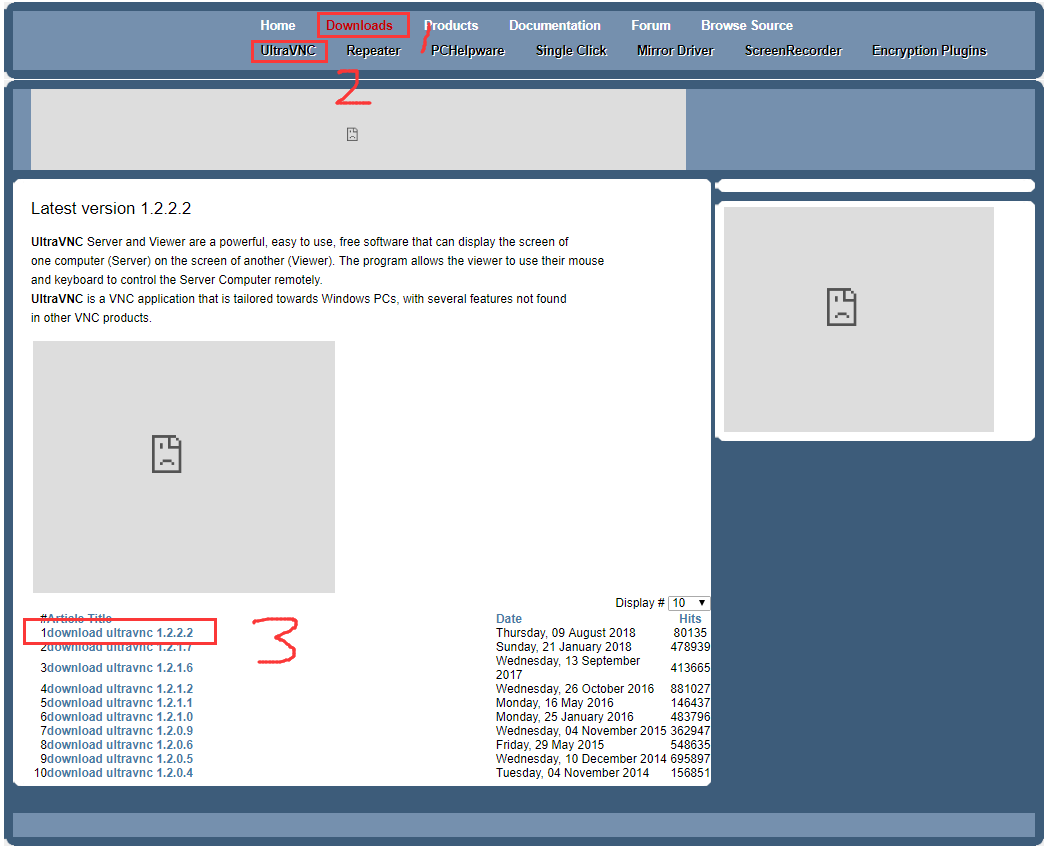 Home Downloads Products Documentation Forum Browse Source
1
UltraVNC Repeater PCHelpware Single Click Mirror Driver ScreenRecorder Encryption Plugins
2
Latest version 1.2.2.2
UltraVNC Server and Viewer are a powerful, easy to use, free software that can display the screen of
one computer (Server) on the screen of another (Viewer). The program allows the viewer to use their mouse
and keyboard to control the Server Computer remotely.
UltraVNC is a VNC application that is tailored towards Windows PCs, with several features not found
in other VNC products.
Display # 10
# Article Title Date Hits
1 download ultravnc 1.2.2.2 Thursday, 09 August 2018 80135
3
2 download ultravnc 1.2.1.7 Sunday, 21 January 2018 478939
3 download ultravnc 1.2.1.6 Wednesday, 13 September 2017 413665
4 download ultravnc 1.2.1.2 Wednesday, 26 October 2016 881027
5 download ultravnc 1.2.1.1 Monday, 16 May 2016 146437
6 download ultravnc 1.2.1.0 Monday, 25 January 2016 483796
7 download ultravnc 1.2.0.9 Wednesday, 04 November 2015 362947
8 download ultravnc 1.2.0.6 Friday, 29 May 2015 548635
9 download ultravnc 1.2.0.5 Wednesday, 10 December 2014 695897
10 download ultravnc 1.2.0.4 Tuesday, 04 November 2014 156851